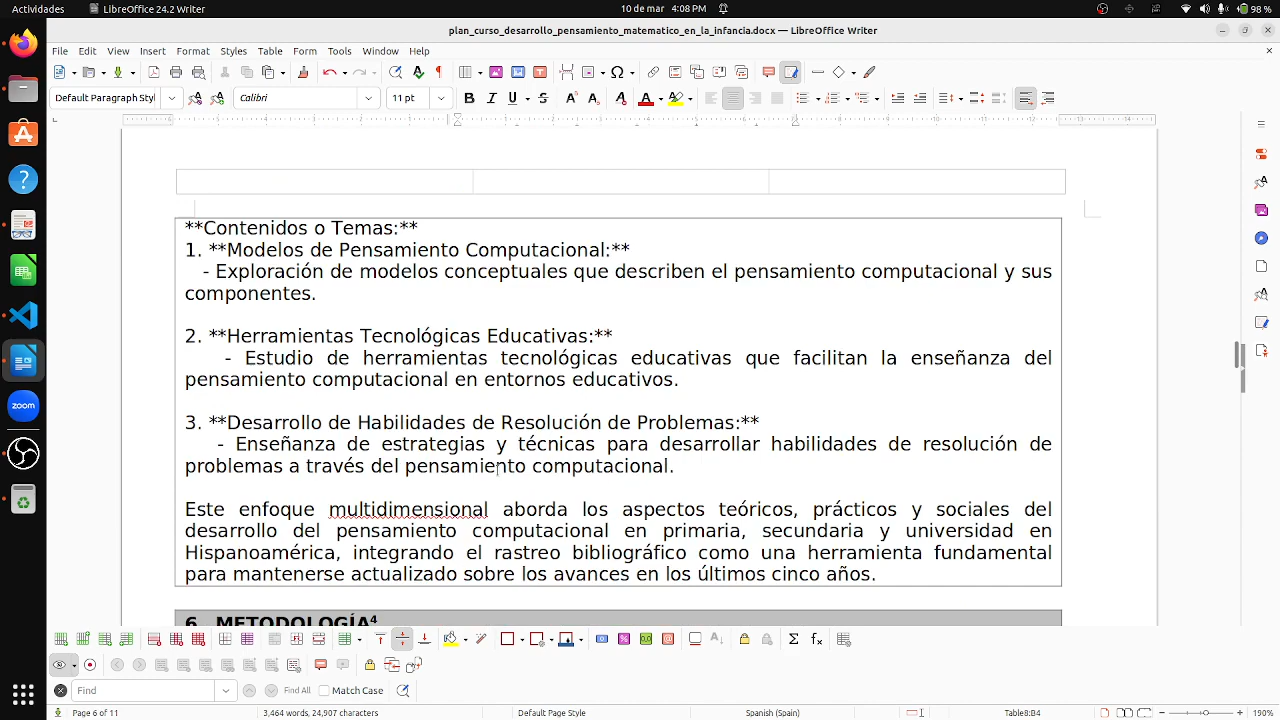 Actividades LibreOffice 24.2 Writer 10 de mar 4:08 PM 98 %
plan_curso_desarrollo_pensamiento_matematico_en_la_infancia.docx — LibreOffice Writer
File Edit View Insert Format Styles Table Form Tools Window Help
Default Paragraph Styl Calibri 11 pt
**Contenidos o Temas:**
1. **Modelos de Pensamiento Computacional:**
- Exploración de modelos conceptuales que describen el pensamiento computacional y sus
componentes.
2. **Herramientas Tecnológicas Educativas:**
- Estudio de herramientas tecnológicas educativas que facilitan la enseñanza del
pensamiento computacional en entornos educativos.
3. **Desarrollo de Habilidades de Resolución de Problemas:**
- Enseñanza de estrategias y técnicas para desarrollar habilidades de resolución de
problemas a través del pensamiento computacional.
Este enfoque multidimensional aborda los aspectos teóricos, prácticos y sociales del
desarrollo del pensamiento computacional en primaria, secundaria y universidad en
Hispanoamérica, integrando el rastreo bibliográfico como una herramienta fundamental
para mantenerse actualizado sobre los avances en los últimos cinco años.
6. METODOLOGÍA⁴
Find Find All Match Case
Page 6 of 11 3,464 words, 24,907 characters Default Page Style Spanish (Spain) Table8:B4 190%
zoom